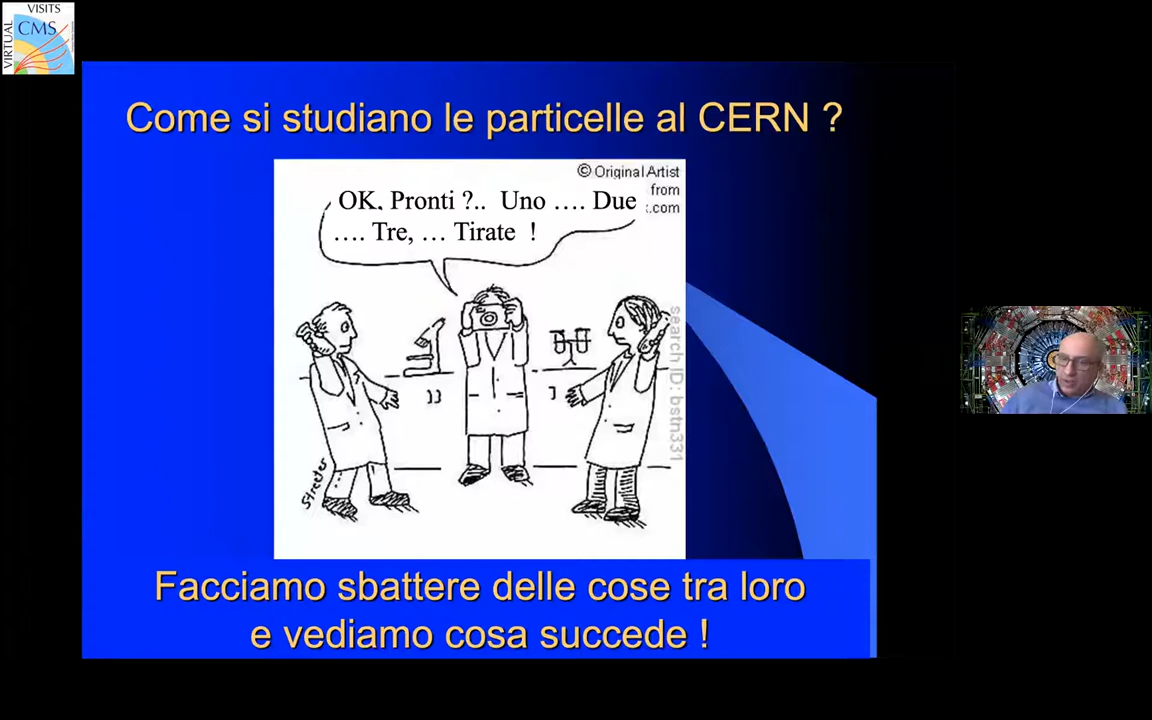 VISITS
CMS
VIRTUAL
Come si studiano le particelle al CERN ?
© Original Artist
from
.com
OK, Pronti ?.. Uno …. Due
…. Tre, … Tirate !
search ID: bstn331
Streeter
Facciamo sbattere delle cose tra loro
e vediamo cosa succede !